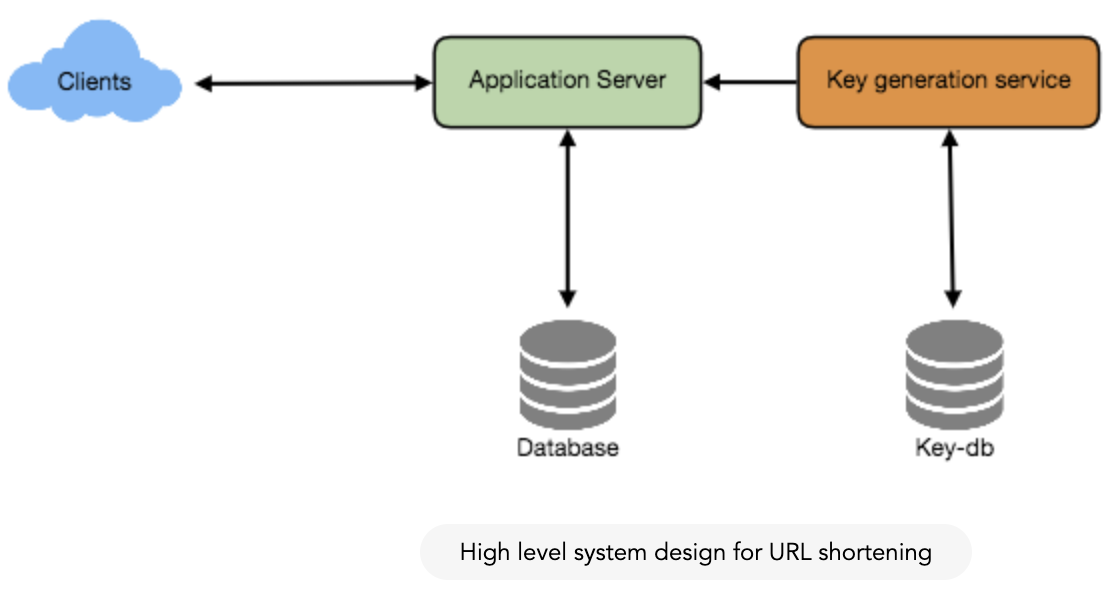 Clients
Application Server
Key generation service
Database
Key-db
High level system design for URL shortening